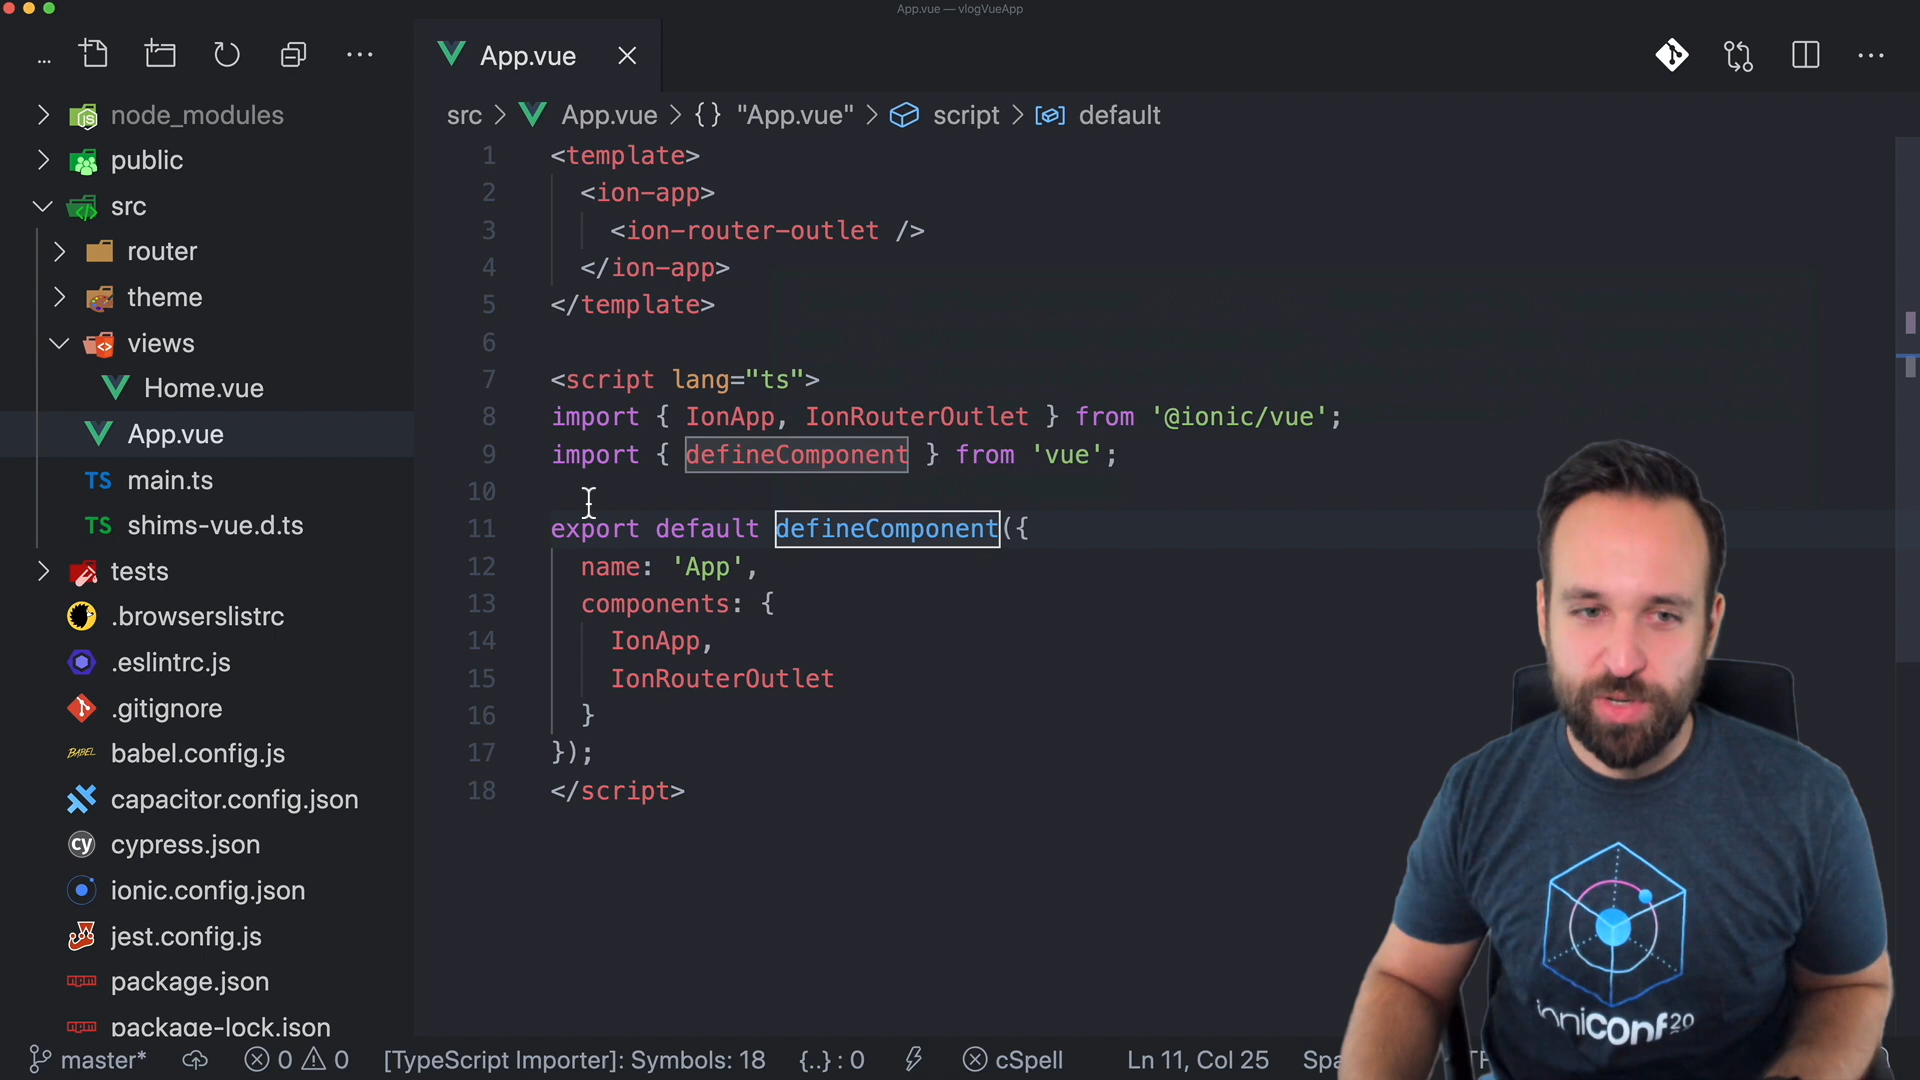 App.vue — vlogVueApp
...
App.vue
node_modules
public
src
router
theme
views
Home.vue
App.vue
TS main.ts
TS shims-vue.d.ts
tests
.browserslistrc
.eslintrc.js
.gitignore
BABEL babel.config.js
capacitor.config.json
cy cypress.json
ionic.config.json
jest.config.js
npm package.json
npm package-lock.json
src > App.vue > {} "App.vue" > script > default
1 <template>
2 <ion-app>
3 <ion-router-outlet />
4 </ion-app>
5 </template>
6
7 <script lang="ts">
8 import { IonApp, IonRouterOutlet } from '@ionic/vue';
9 import { defineComponent } from 'vue';
10
11 export default defineComponent({
12 name: 'App',
13 components: {
14 IonApp,
15 IonRouterOutlet
16 }
17 });
18 </script>
ioniconf20
master* 0 0 [TypeScript Importer]: Symbols: 18 {..} : 0 cSpell Ln 11, Col 25